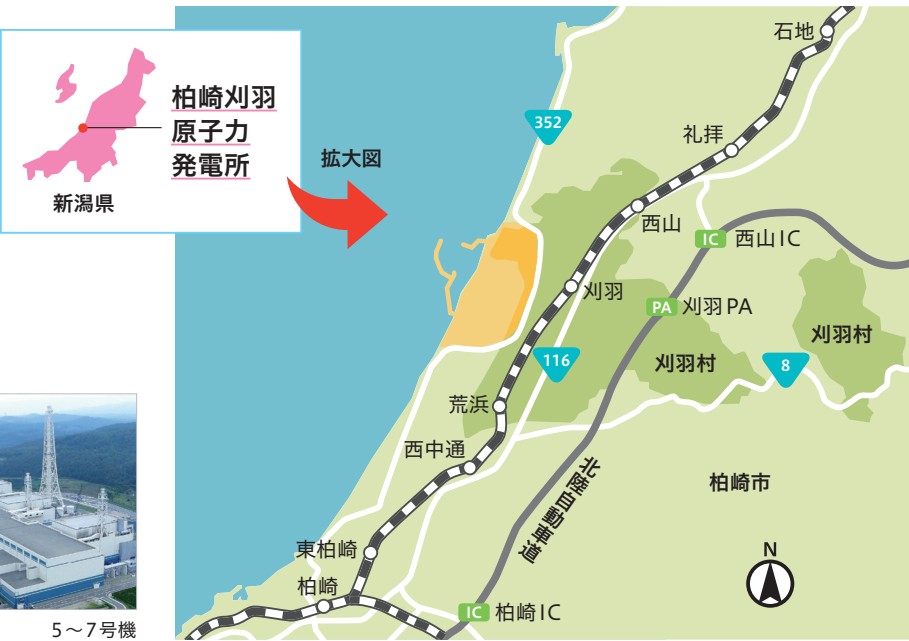 柏崎刈羽
原子力
発電所
新潟県
拡大図
石地
352
礼拝
西山
IC 西山IC
刈羽
PA 刈羽PA
刈羽村
116
刈羽村
8
荒浜
西中通
北陸自動車道
柏崎市
東柏崎
柏崎
N
IC 柏崎IC
5～7号機